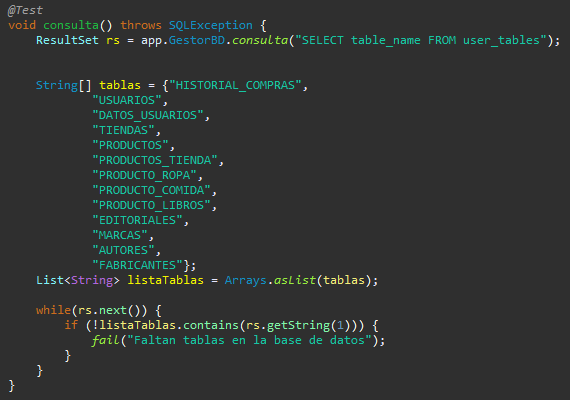 @Test
void consulta() throws SQLException {
    ResultSet rs = app.GestorBD.consulta("SELECT table_name FROM user_tables");
    String[] tablas = {"HISTORIAL_COMPRAS",
            "USUARIOS",
            "DATOS_USUARIOS",
            "TIENDAS",
            "PRODUCTOS",
            "PRODUCTOS_TIENDA",
            "PRODUCTO_ROPA",
            "PRODUCTO_COMIDA",
            "PRODUCTO_LIBROS",
            "EDITORIALES",
            "MARCAS",
            "AUTORES",
            "FABRICANTES"};
    List<String> listaTablas = Arrays.asList(tablas);
    while(rs.next()) {
        if (!listaTablas.contains(rs.getString(1))) {
            fail("Faltan tablas en la base de datos");
        }
    }
}